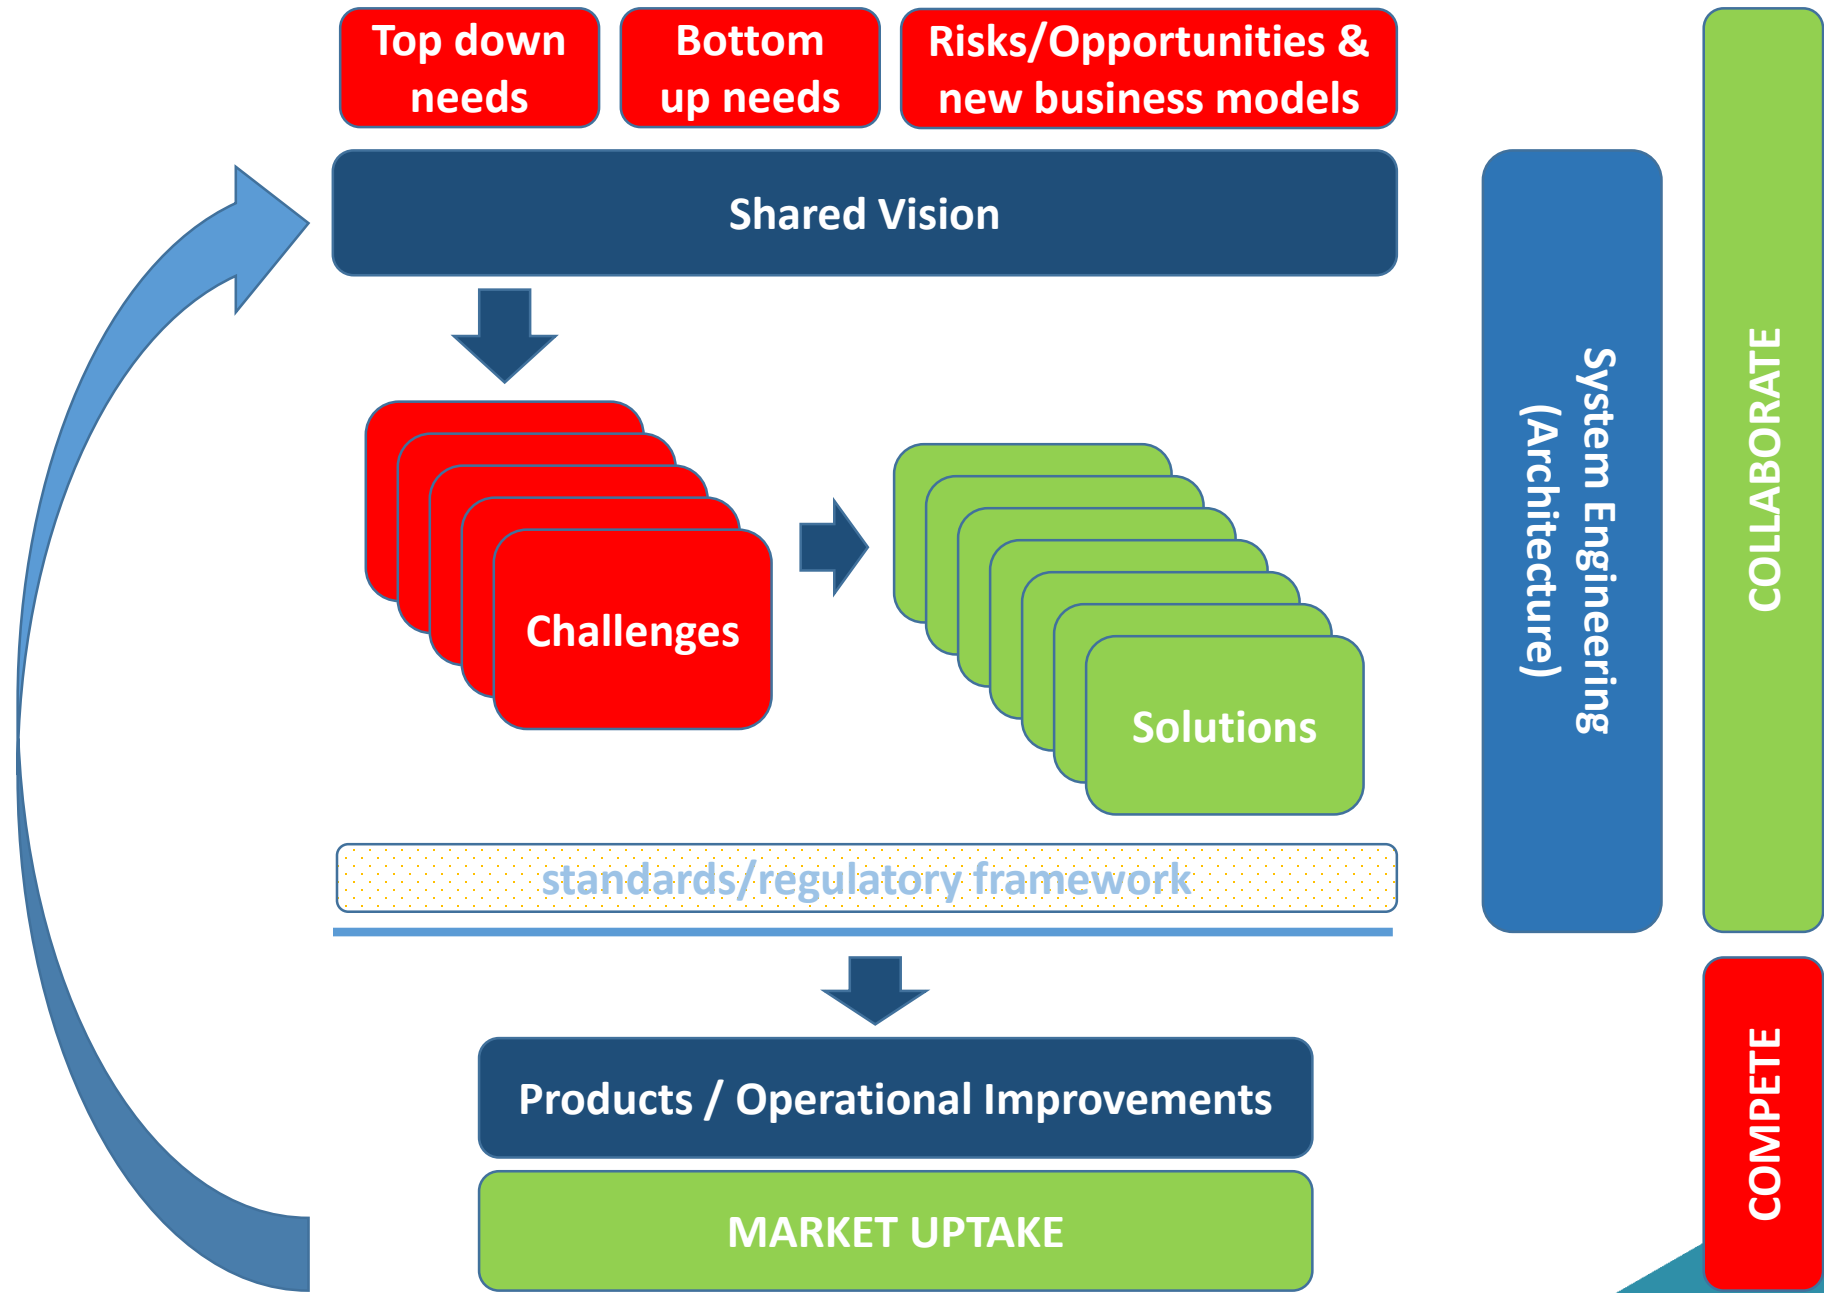 Top down
needs
Bottom
up needs
Risks/Opportunities &
new business models
Shared Vision
Challenges
Solutions
standards/regulatory framework
Products / Operational Improvements
MARKET UPTAKE
System Engineering
(Architecture)
COLLABORATE
COMPETE